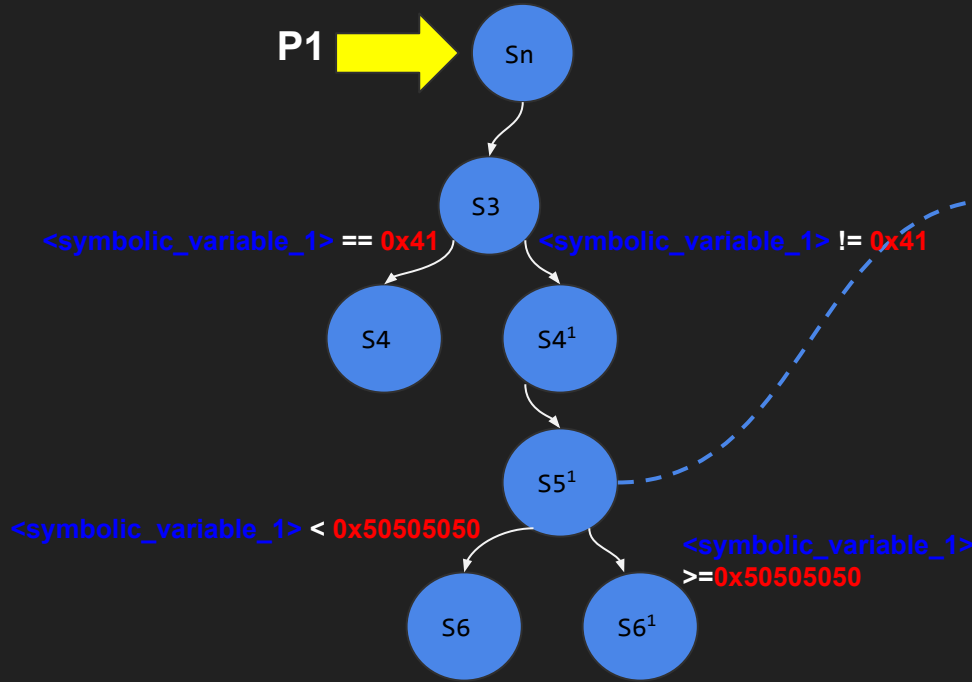 P1
Sn
S3
<symbolic_variable_1> == 0x41
<symbolic_variable_1> != 0x41
S4
S4¹
S5¹
<symbolic_variable_1> < 0x50505050
<symbolic_variable_1>
>=0x50505050
S6
S6¹